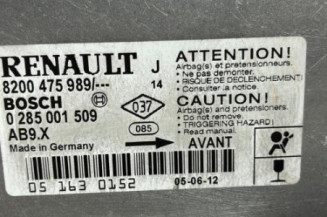 RENAULT J
8200 475 989/--- 14
BOSCH
0 285 001 509
037
AB9.X
085
Made in Germany
ATTENTION!
Airbag(s) et pretensionneurs.
• Ne pas demonter.
• RISQUE de DECLENCHEMENT!
• Consulter la notice.
CAUTION!
Airbag(s) and pretensioners.
Do not remove.
TRIGGERING HAZARD!
• Read manual.
AVANT
05 163 0152
05-06-12